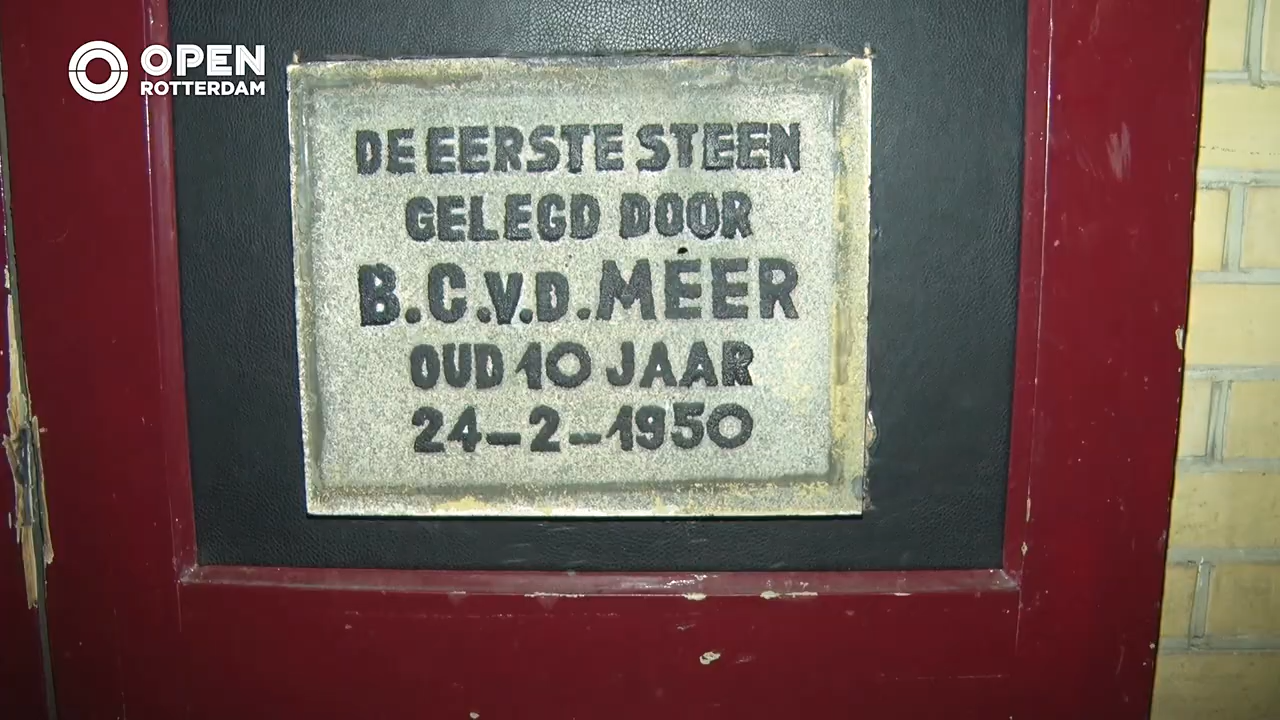 OPEN
ROTTERDAM
DE EERSTE STEEN
GELEGD DOOR
B.C.V.D.MEER
OUD 10 JAAR
24-2-1950